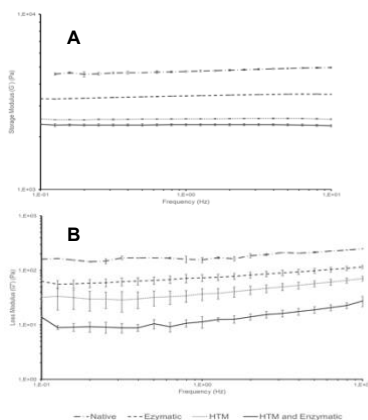 1,E+04
A
Storage Modulus (G') (Pa)
1,E+03
1,E-01
1,E+00
1,E+01
Frequency (Hz)
1,E+03
B
Loss Modulus (G") (Pa)
1,E+02
1,E+01
1,E+00
1,E-01
1,E+00
1,E+01
Frequency (Hz)
Native Ezymatic HTM HTM and Enzymatic